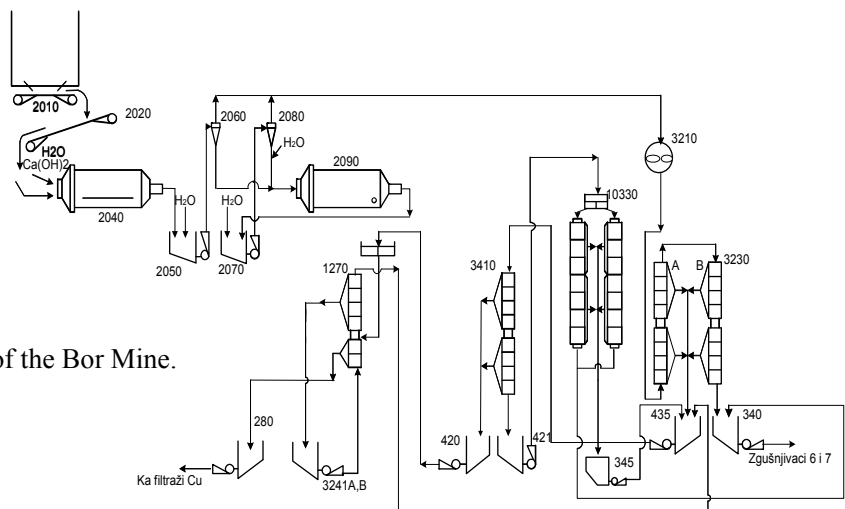 2010
2020
H2O
Ca(OH)2
2040
H2O
2050
2060
H2O
2070
2080
H2O
2090
3210
10330
3410
1270
A
B
3230
of the Bor Mine.
280
3241A,B
420
421
345
435
340
Ka filtraži Cu
Zgušnjivaci 6 i 7